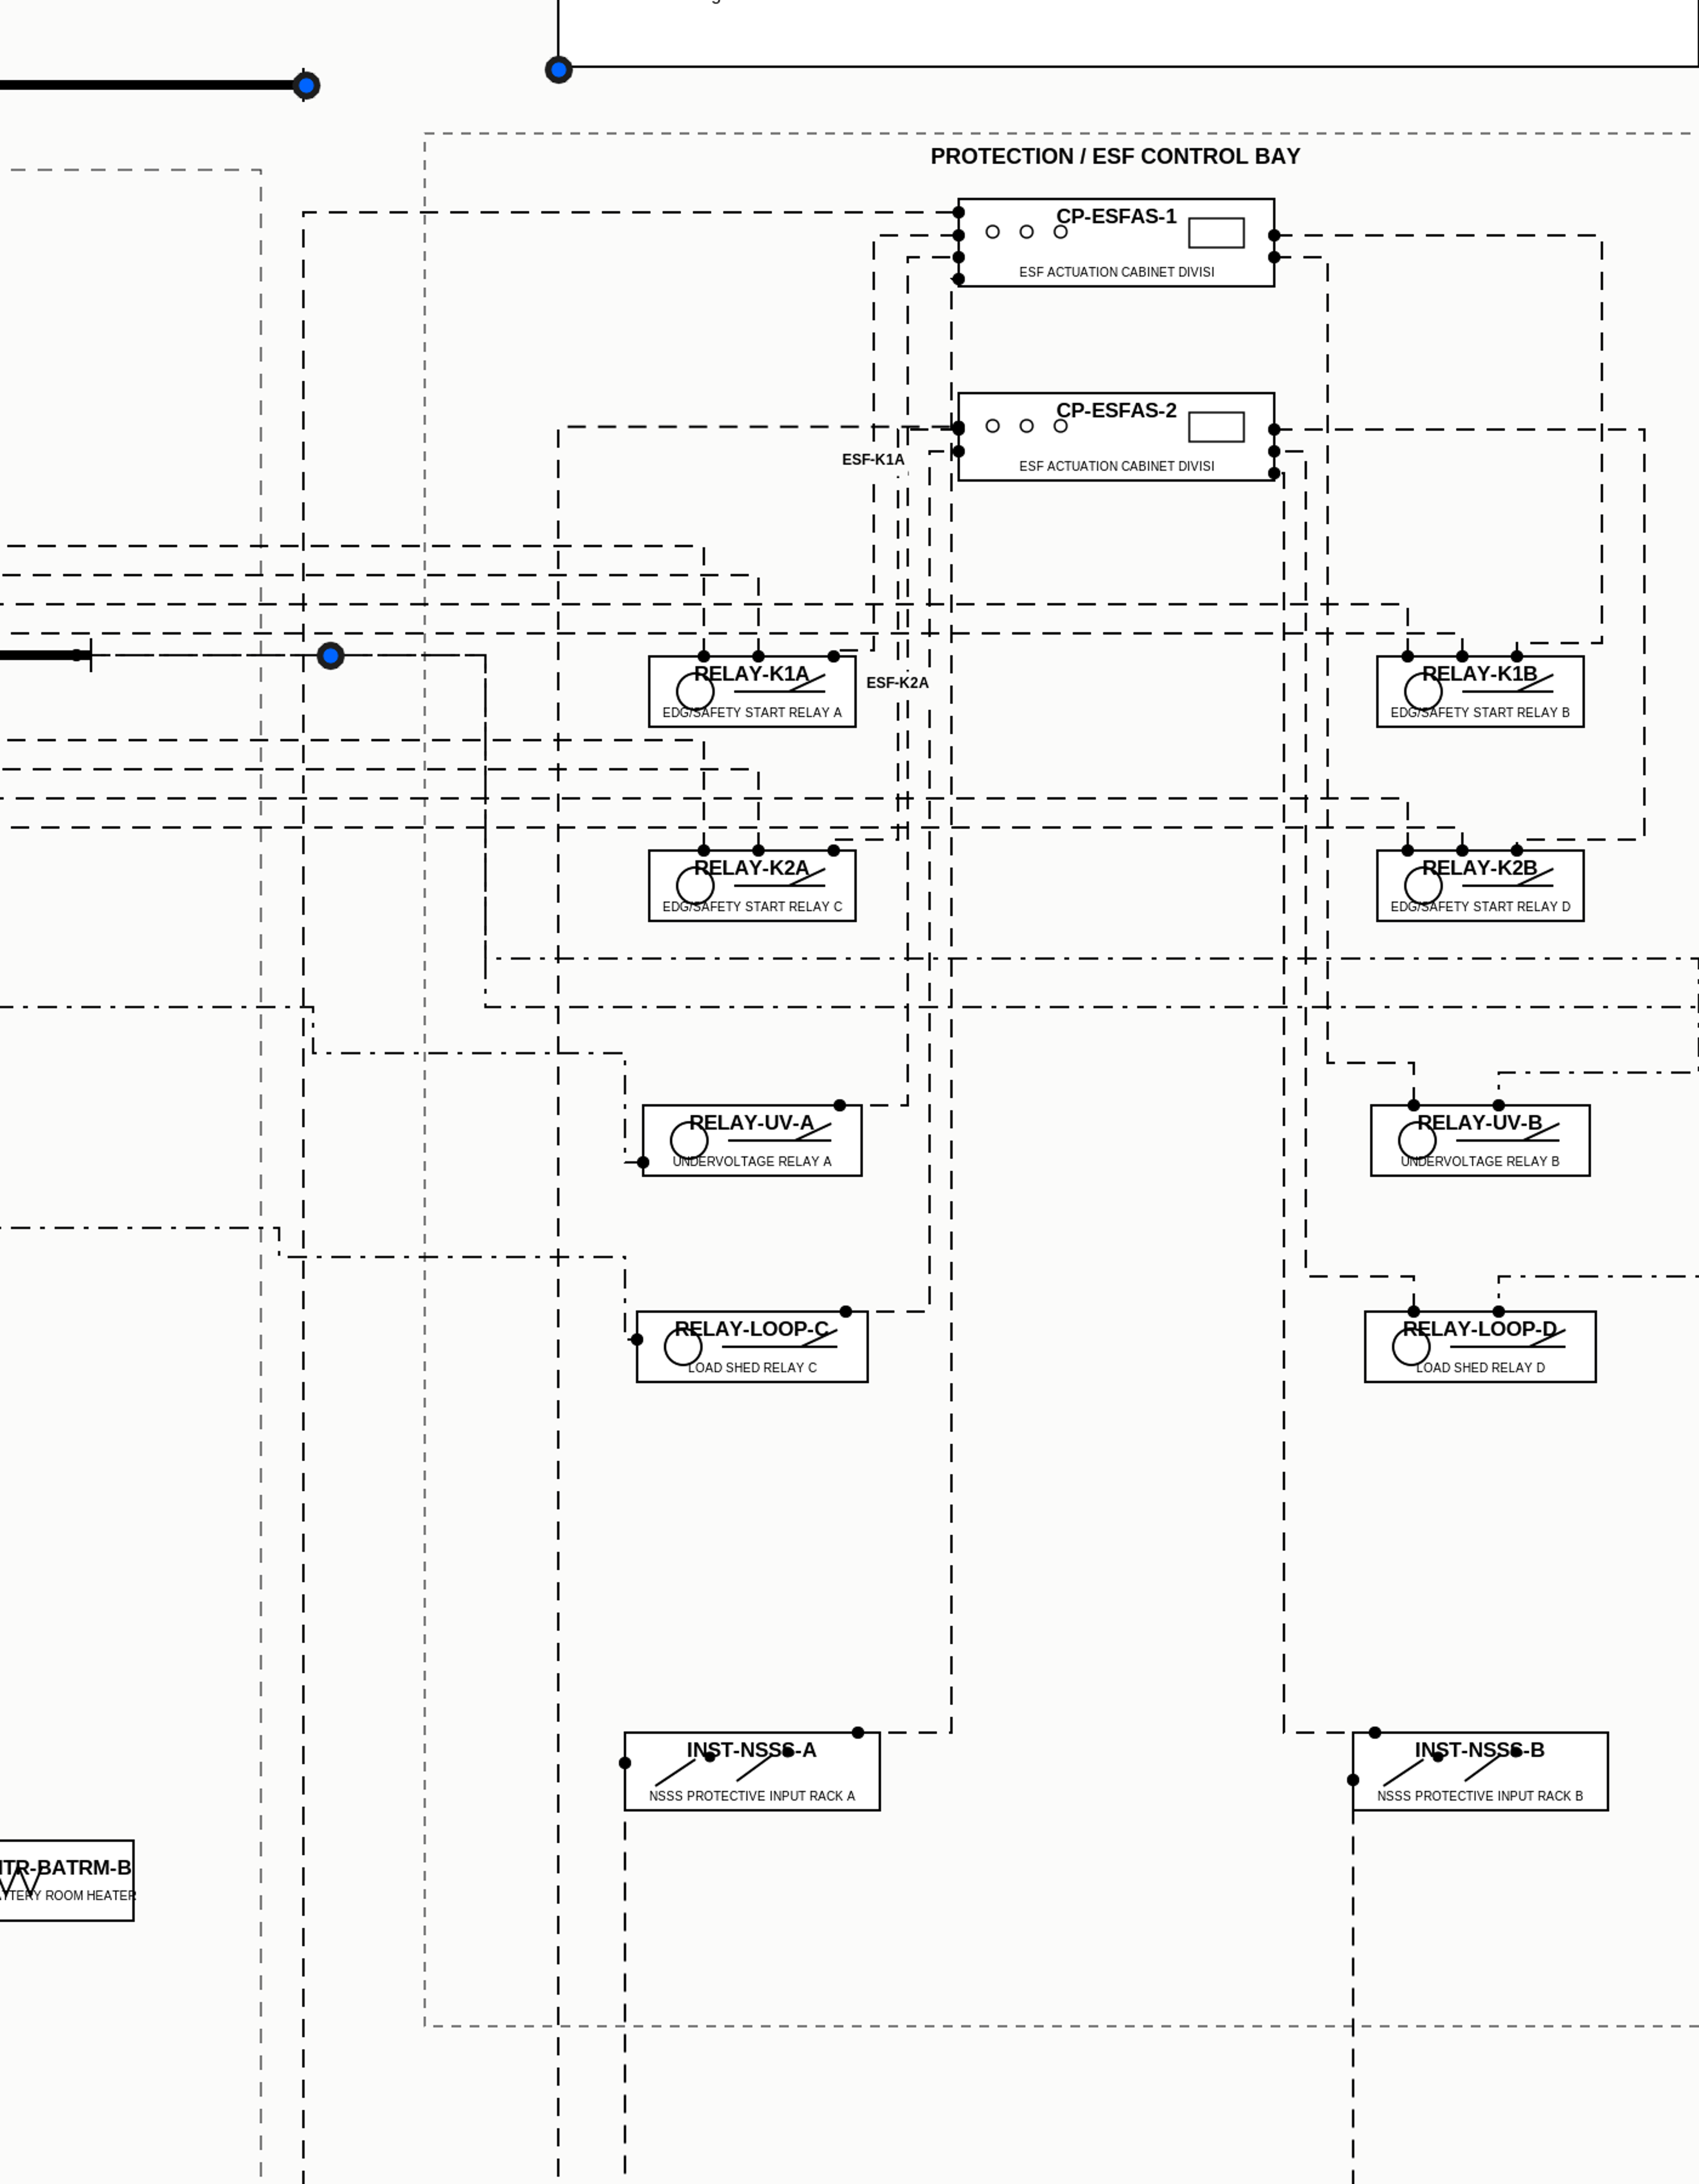 PROTECTION / ESF CONTROL BAY
CP-ESFAS-1
ESF ACTUATION CABINET DIVISI
CP-ESFAS-2
ESF ACTUATION CABINET DIVISI
ESF-K1A
RELAY-K1A
EDG/SAFETY START RELAY A
ESF-K2A
RELAY-K1B
EDG/SAFETY START RELAY B
RELAY-K2A
EDG/SAFETY START RELAY C
RELAY-K2B
EDG/SAFETY START RELAY D
RELAY-UV-A
UNDERVOLTAGE RELAY A
RELAY-UV-B
UNDERVOLTAGE RELAY B
RELAY-LOOP-C
LOAD SHED RELAY C
RELAY-LOOP-D
LOAD SHED RELAY D
INST-NSSS-A
NSSS PROTECTIVE INPUT RACK A
INST-NSSS-B
NSSS PROTECTIVE INPUT RACK B
TR-BATRM-B
TTERY ROOM HEATER